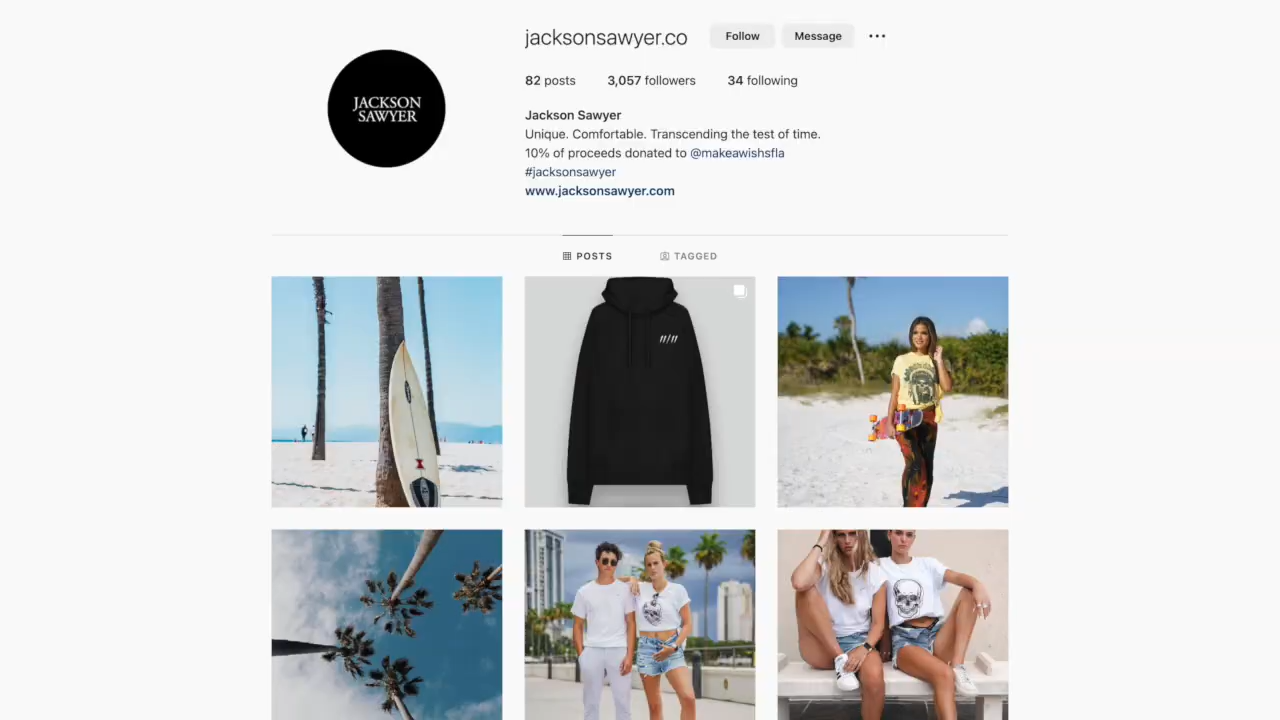 jacksonsawyer.co Follow Message
82 posts 3,057 followers 34 following
JACKSON
SAWYER
Jackson Sawyer
Unique. Comfortable. Transcending the test of time.
10% of proceeds donated to @makeawishsfla
#jacksonsawyer
www.jacksonsawyer.com
POSTS TAGGED